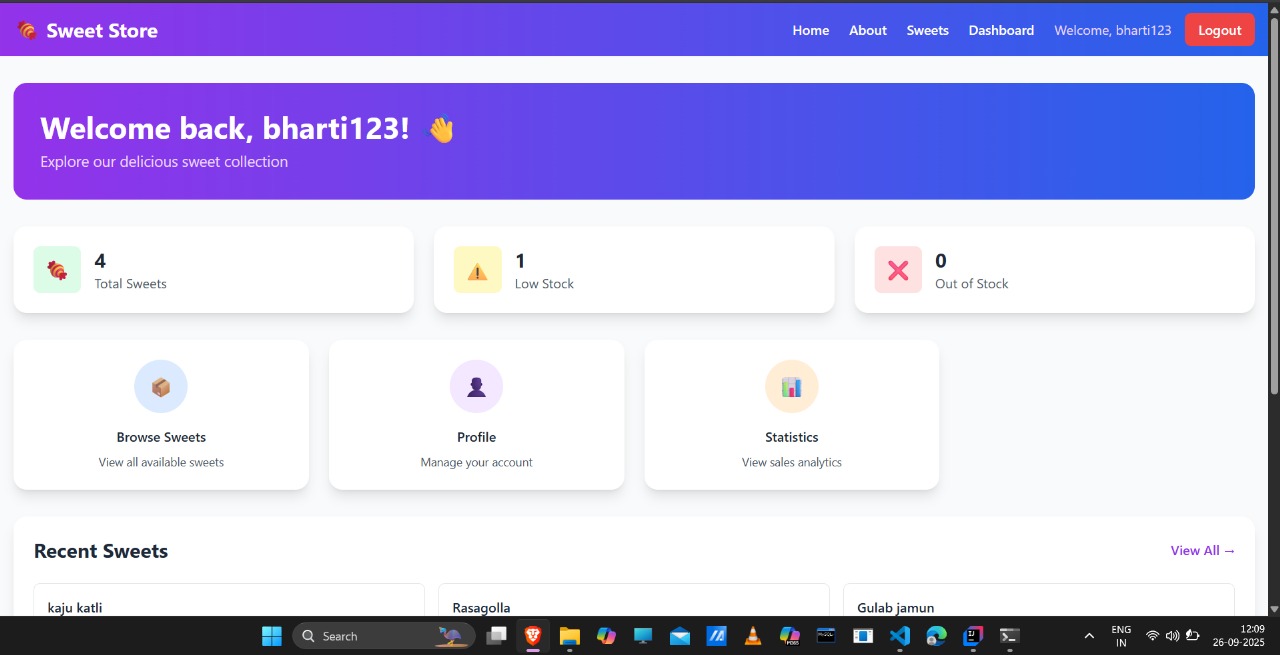 Sweet Store
Home About Sweets Dashboard Welcome, bharti123 Logout
Welcome back, bharti123!
Explore our delicious sweet collection
4
Total Sweets
1
Low Stock
0
Out of Stock
Browse Sweets
View all available sweets
Profile
Manage your account
Statistics
View sales analytics
Recent Sweets
View All →
kaju katli
Rasagolla
Gulab jamun
Search
ENG
IN
12:09
26-09-2025